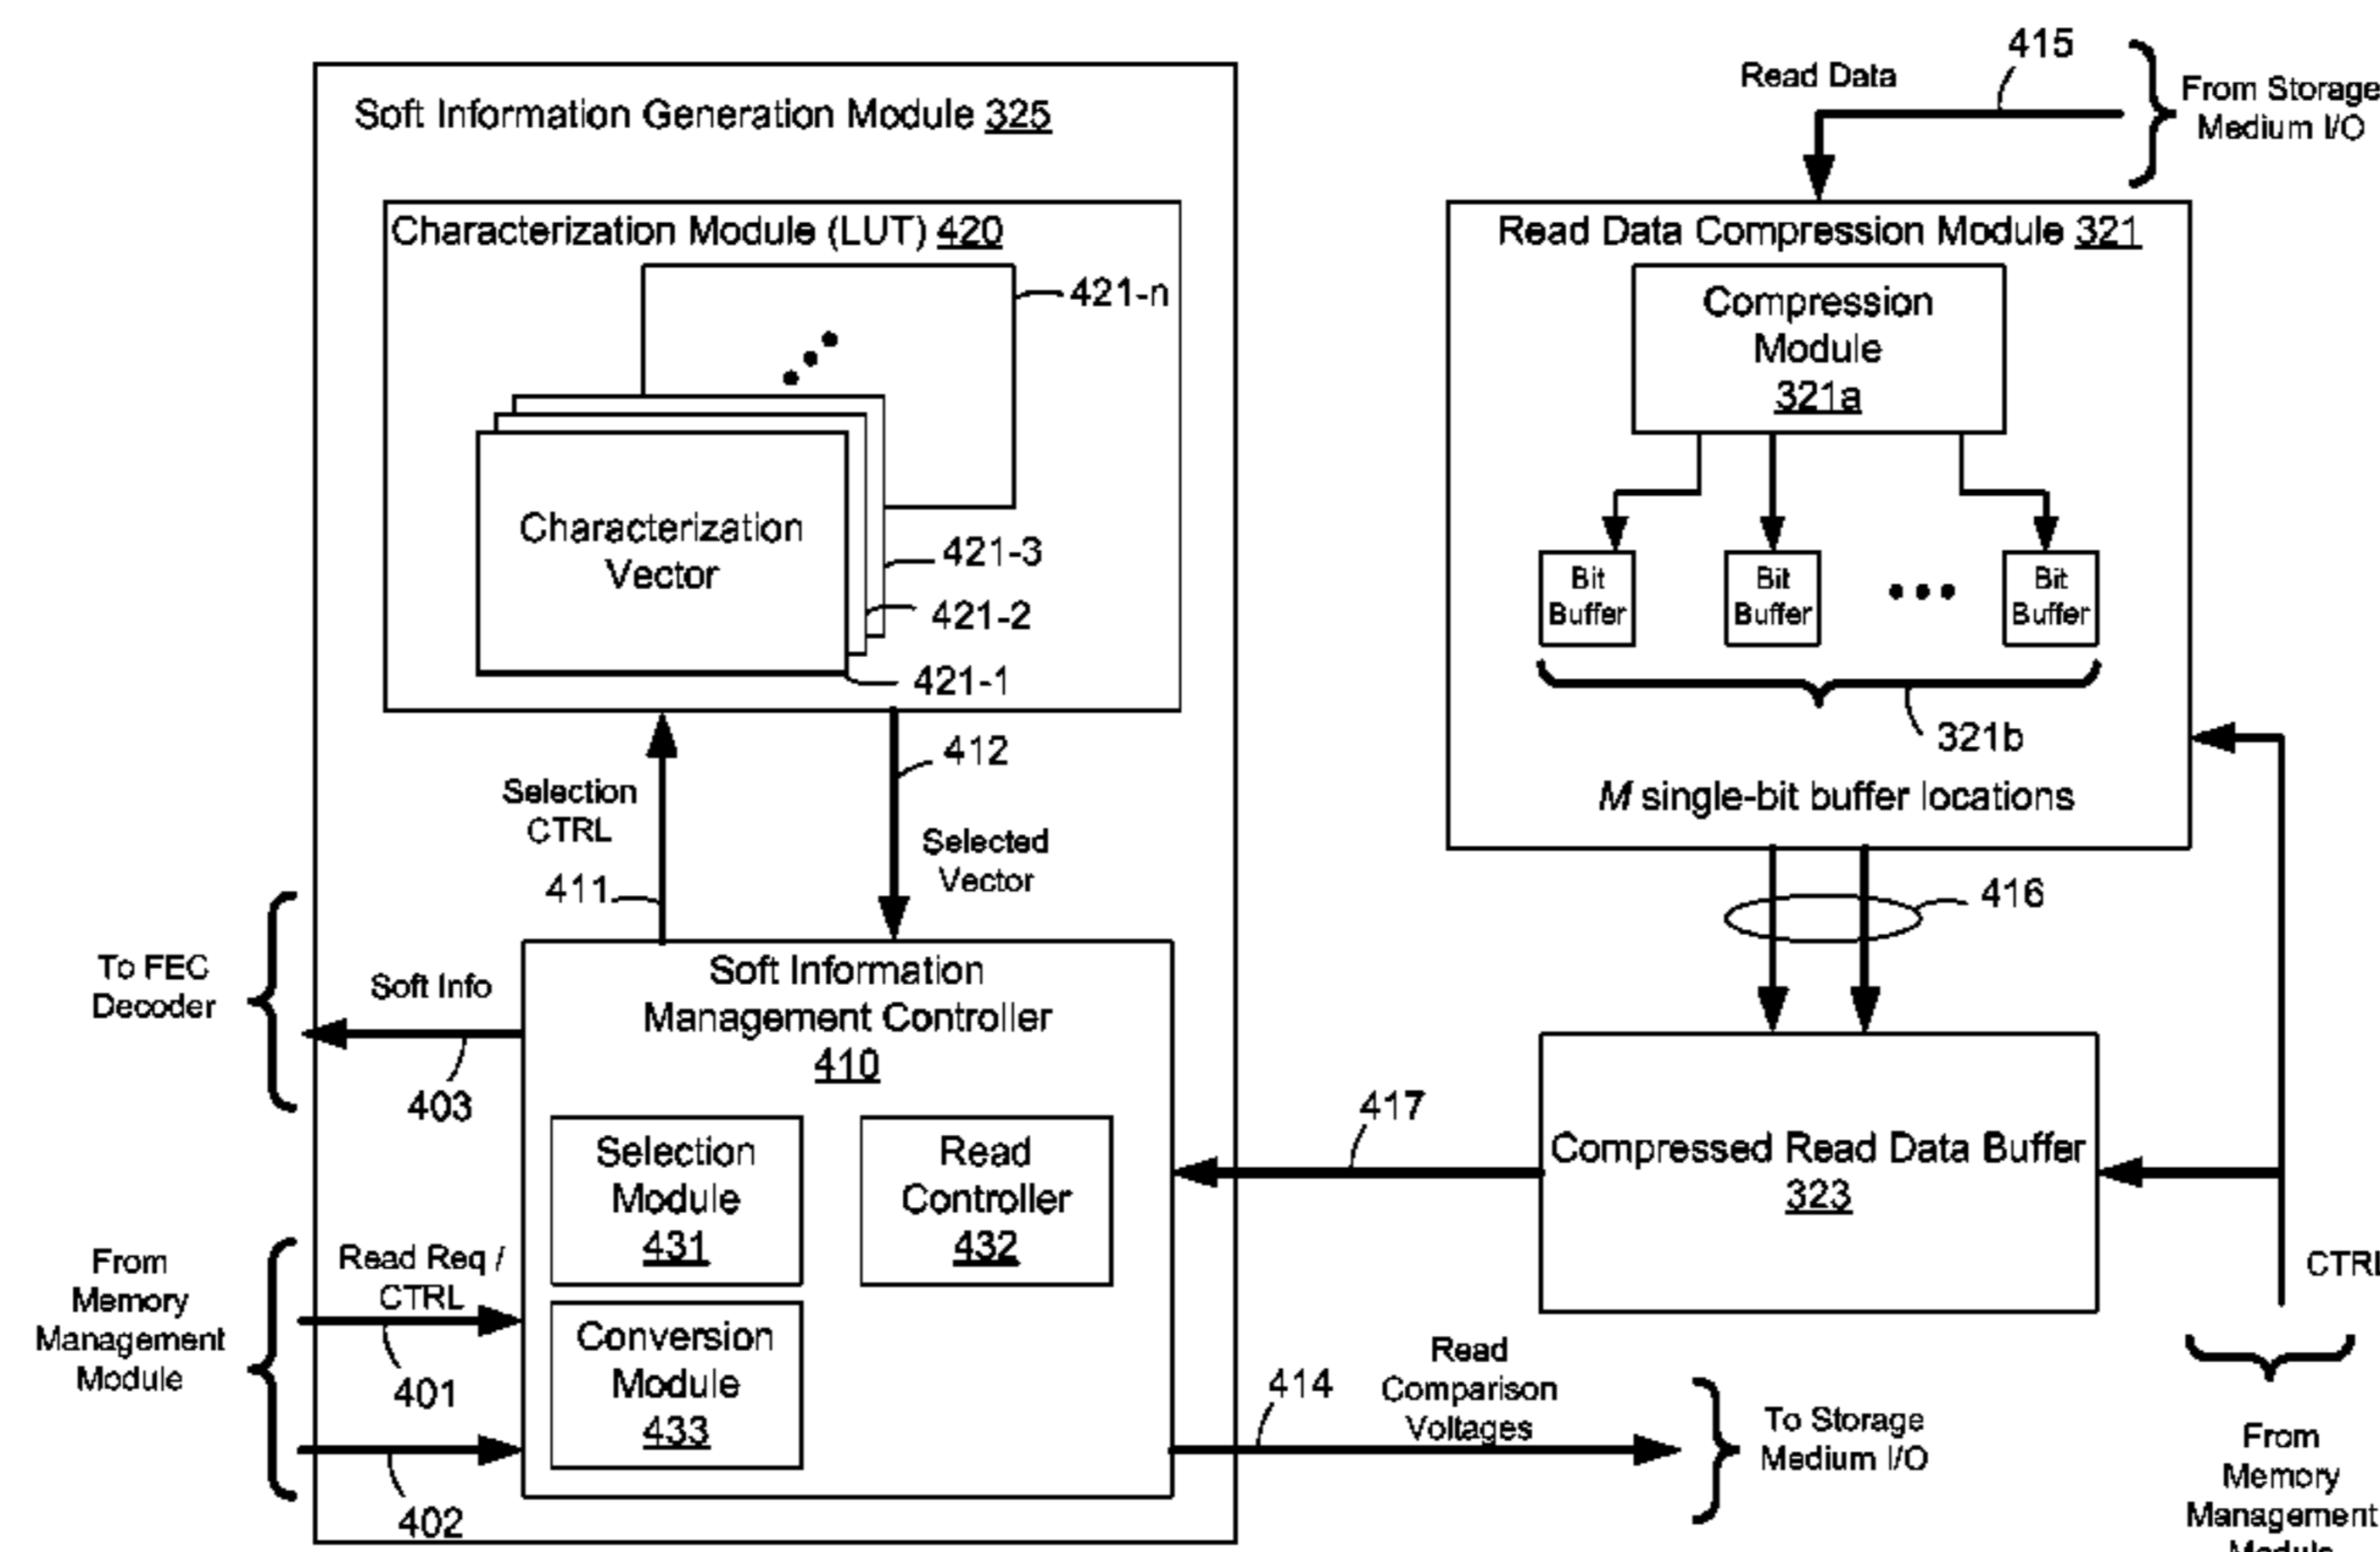 Soft Information Generation Module 325
Characterization Module (LUT) 420
421-n
Characterization
Vector
421-3
421-2
421-1
Selection
CTRL
411
412
Selected
Vector
To FEC
Decoder
Soft Info
403
Soft Information
Management Controller
410
Selection
Module
431
Read
Controller
432
Conversion
Module
433
From
Memory
Management
Module
Read Req /
CTRL
401
402
Read Data
415
From Storage
Medium I/O
Read Data Compression Module 321
Compression
Module
321a
Bit
Buffer
Bit
Buffer
Bit
Buffer
321b
M single-bit buffer locations
416
417
Compressed Read Data Buffer
323
414
Read
Comparison
Voltages
To Storage
Medium I/O
CTRL
From
Memory
Management
Module